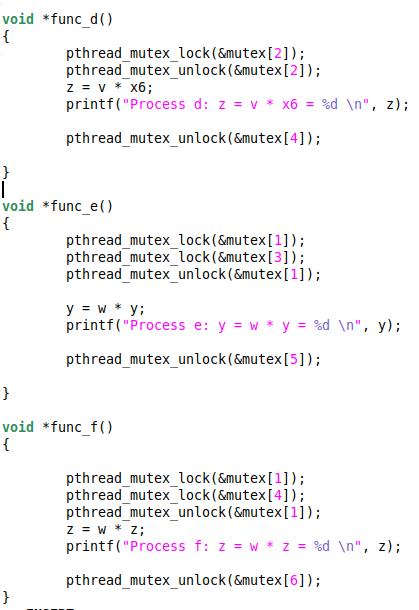 void *func_d()
{
pthread_mutex_lock(&mutex[2]);
pthread_mutex_unlock(&mutex[2]);
z = v * x6;
printf("Process d: z = v * x6 = %d \n", z);
pthread_mutex_unlock(&mutex[4]);
}
void *func_e()
{
pthread_mutex_lock(&mutex[1]);
pthread_mutex_lock(&mutex[3]);
pthread_mutex_unlock(&mutex[1]);
y = w * y;
printf("Process e: y = w * y = %d \n", y);
pthread_mutex_unlock(&mutex[5]);
}
void *func_f()
{
pthread_mutex_lock(&mutex[1]);
pthread_mutex_lock(&mutex[4]);
pthread_mutex_unlock(&mutex[1]);
z = w * z;
printf("Process f: z = w * z = %d \n", z);
pthread_mutex_unlock(&mutex[6]);
}